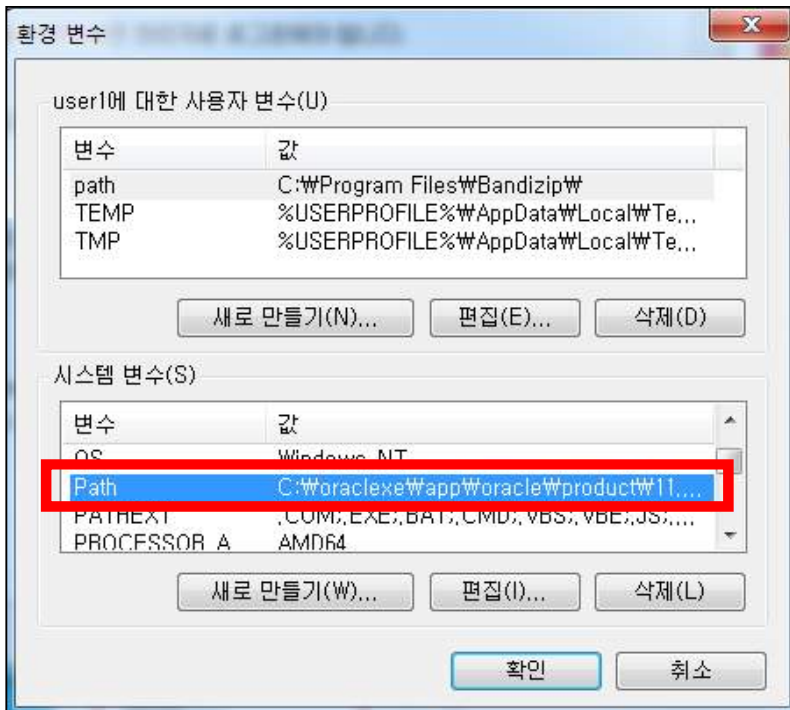 환경 변수
user1에 대한 사용자 변수(U)
변수 값
path C:₩Program Files₩Bandizip₩
TEMP %USERPROFILE%₩AppData₩Local₩Te...
TMP %USERPROFILE%₩AppData₩Local₩Te...
새로 만들기(N)... 편집(E)... 삭제(D)
시스템 변수(S)
변수 값
OS Windows_NT
Path C:₩oraclexe₩app₩oracle₩product₩11....
PATHEXT .COM;.EXE;.BAT;.CMD;.VBS;.VBE;.JS;....
PROCESSOR_A... AMD64
새로 만들기(W)... 편집(I)... 삭제(L)
확인 취소